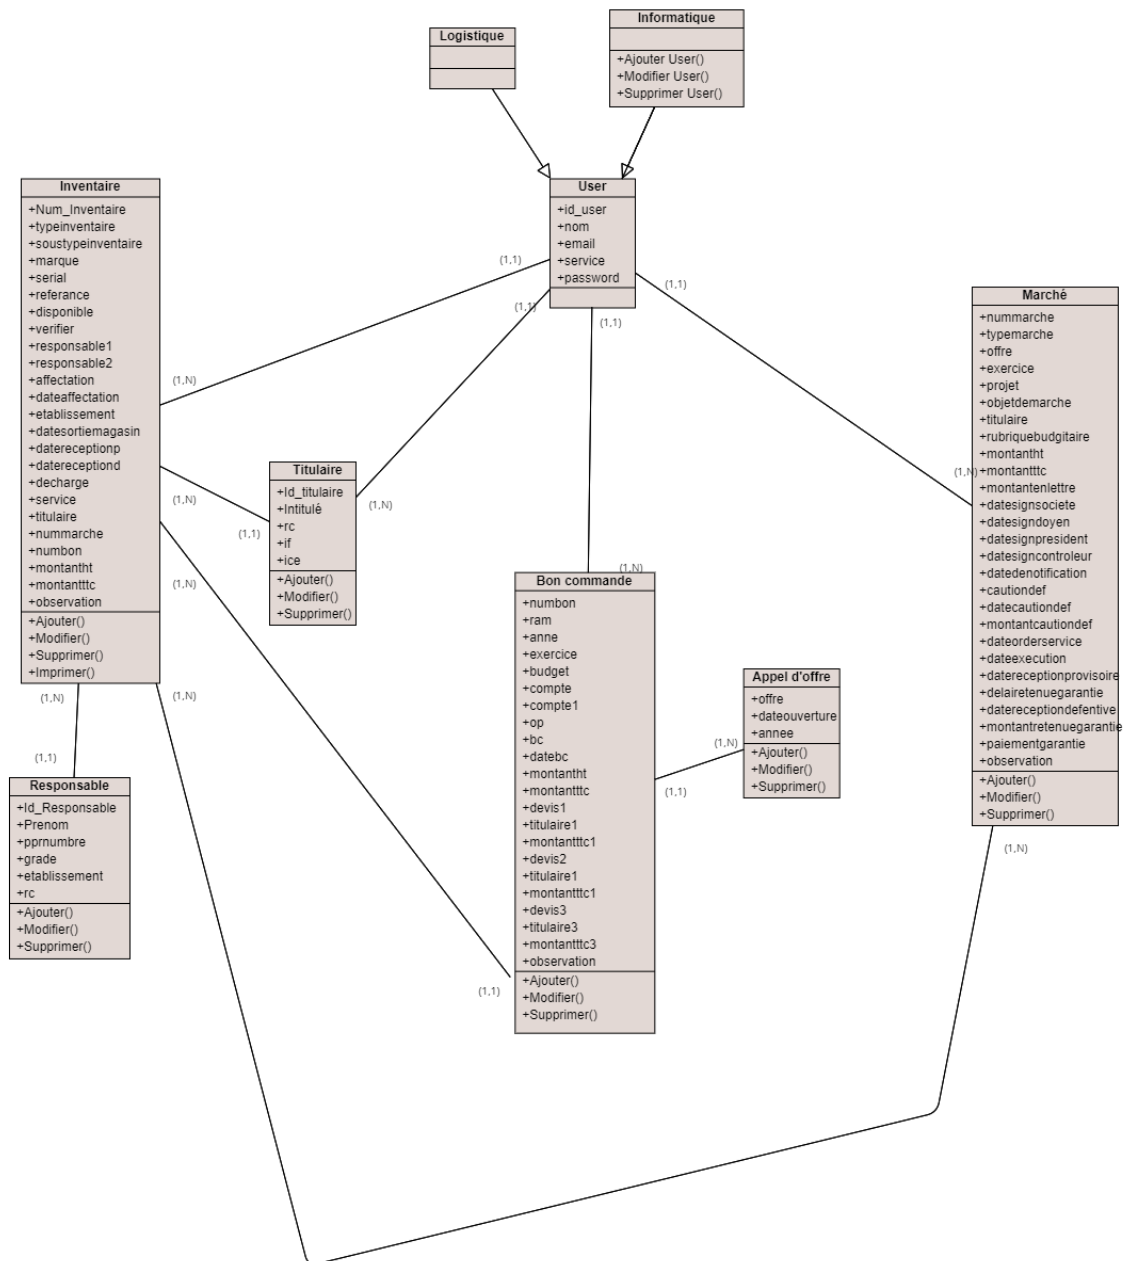 Logistique
Informatique
+Ajouter User()
+Modifier User()
+Supprimer User()
Inventaire
+Num_Inventaire
+typeinventaire
+soustypeinventaire
+marque
+serial
+referance
+disponible
+verifier
+responsable1
+responsable2
+affectation
+dateaffectation
+etablissement
+datesortiemagasin
+datereceptionp
+datereceptiond
+decharge
+service
+titulaire
+nummarche
+numbon
+montantht
+montanttc
+observation
+Ajouter()
+Modifier()
+Supprimer()
+Imprimer()
User
+id_user
+nom
+email
+service
+password
(1,1)
(1,1)
(1,1)
(1,1)
(1,N)
(1,N)
(1,1)
(1,N)
(1,N)
(1,N)
(1,N)
Titulaire
+Id_titulaire
+Intitulé
+rc
+if
+ice
+Ajouter()
+Modifier()
+Supprimer()
Marché
+nummarche
+typemarche
+offre
+exercice
+projet
+objetdemarche
+titulaire
+rubriquebudgitaire
+montantht
+montanttc
+montantenlettre
+datesignsociete
+datesigndoyen
+datesignpresident
+datesigncontroleur
+datedenotification
+cautiondef
+datecautiondef
+montantcautiondef
+dateorderservice
+dateexecution
+datereceptionprovisoire
+delairetenuegarantie
+datereceptiondefentive
+montantretenuegarantie
+paiementgarantie
+observation
+Ajouter()
+Modifier()
+Supprimer()
(1,N)
Bon commande
+numbon
+ram
+anne
+exercice
+budget
+compte
+compte1
+op
+bc
+datebc
+montantht
+montanttc
+devis1
+titulaire1
+montantttc1
+devis2
+titulaire1
+montantttc1
+devis3
+titulaire3
+montantttc3
+observation
+Ajouter()
+Modifier()
+Supprimer()
(1,1)
Appel d'offre
+offre
+dateouverture
+annee
+Ajouter()
+Modifier()
+Supprimer()
(1,N)
(1,1)
(1,N)
(1,1)
Responsable
+Id_Responsable
+Prenom
+pprnumbre
+grade
+etablissement
+rc
+Ajouter()
+Modifier()
+Supprimer()